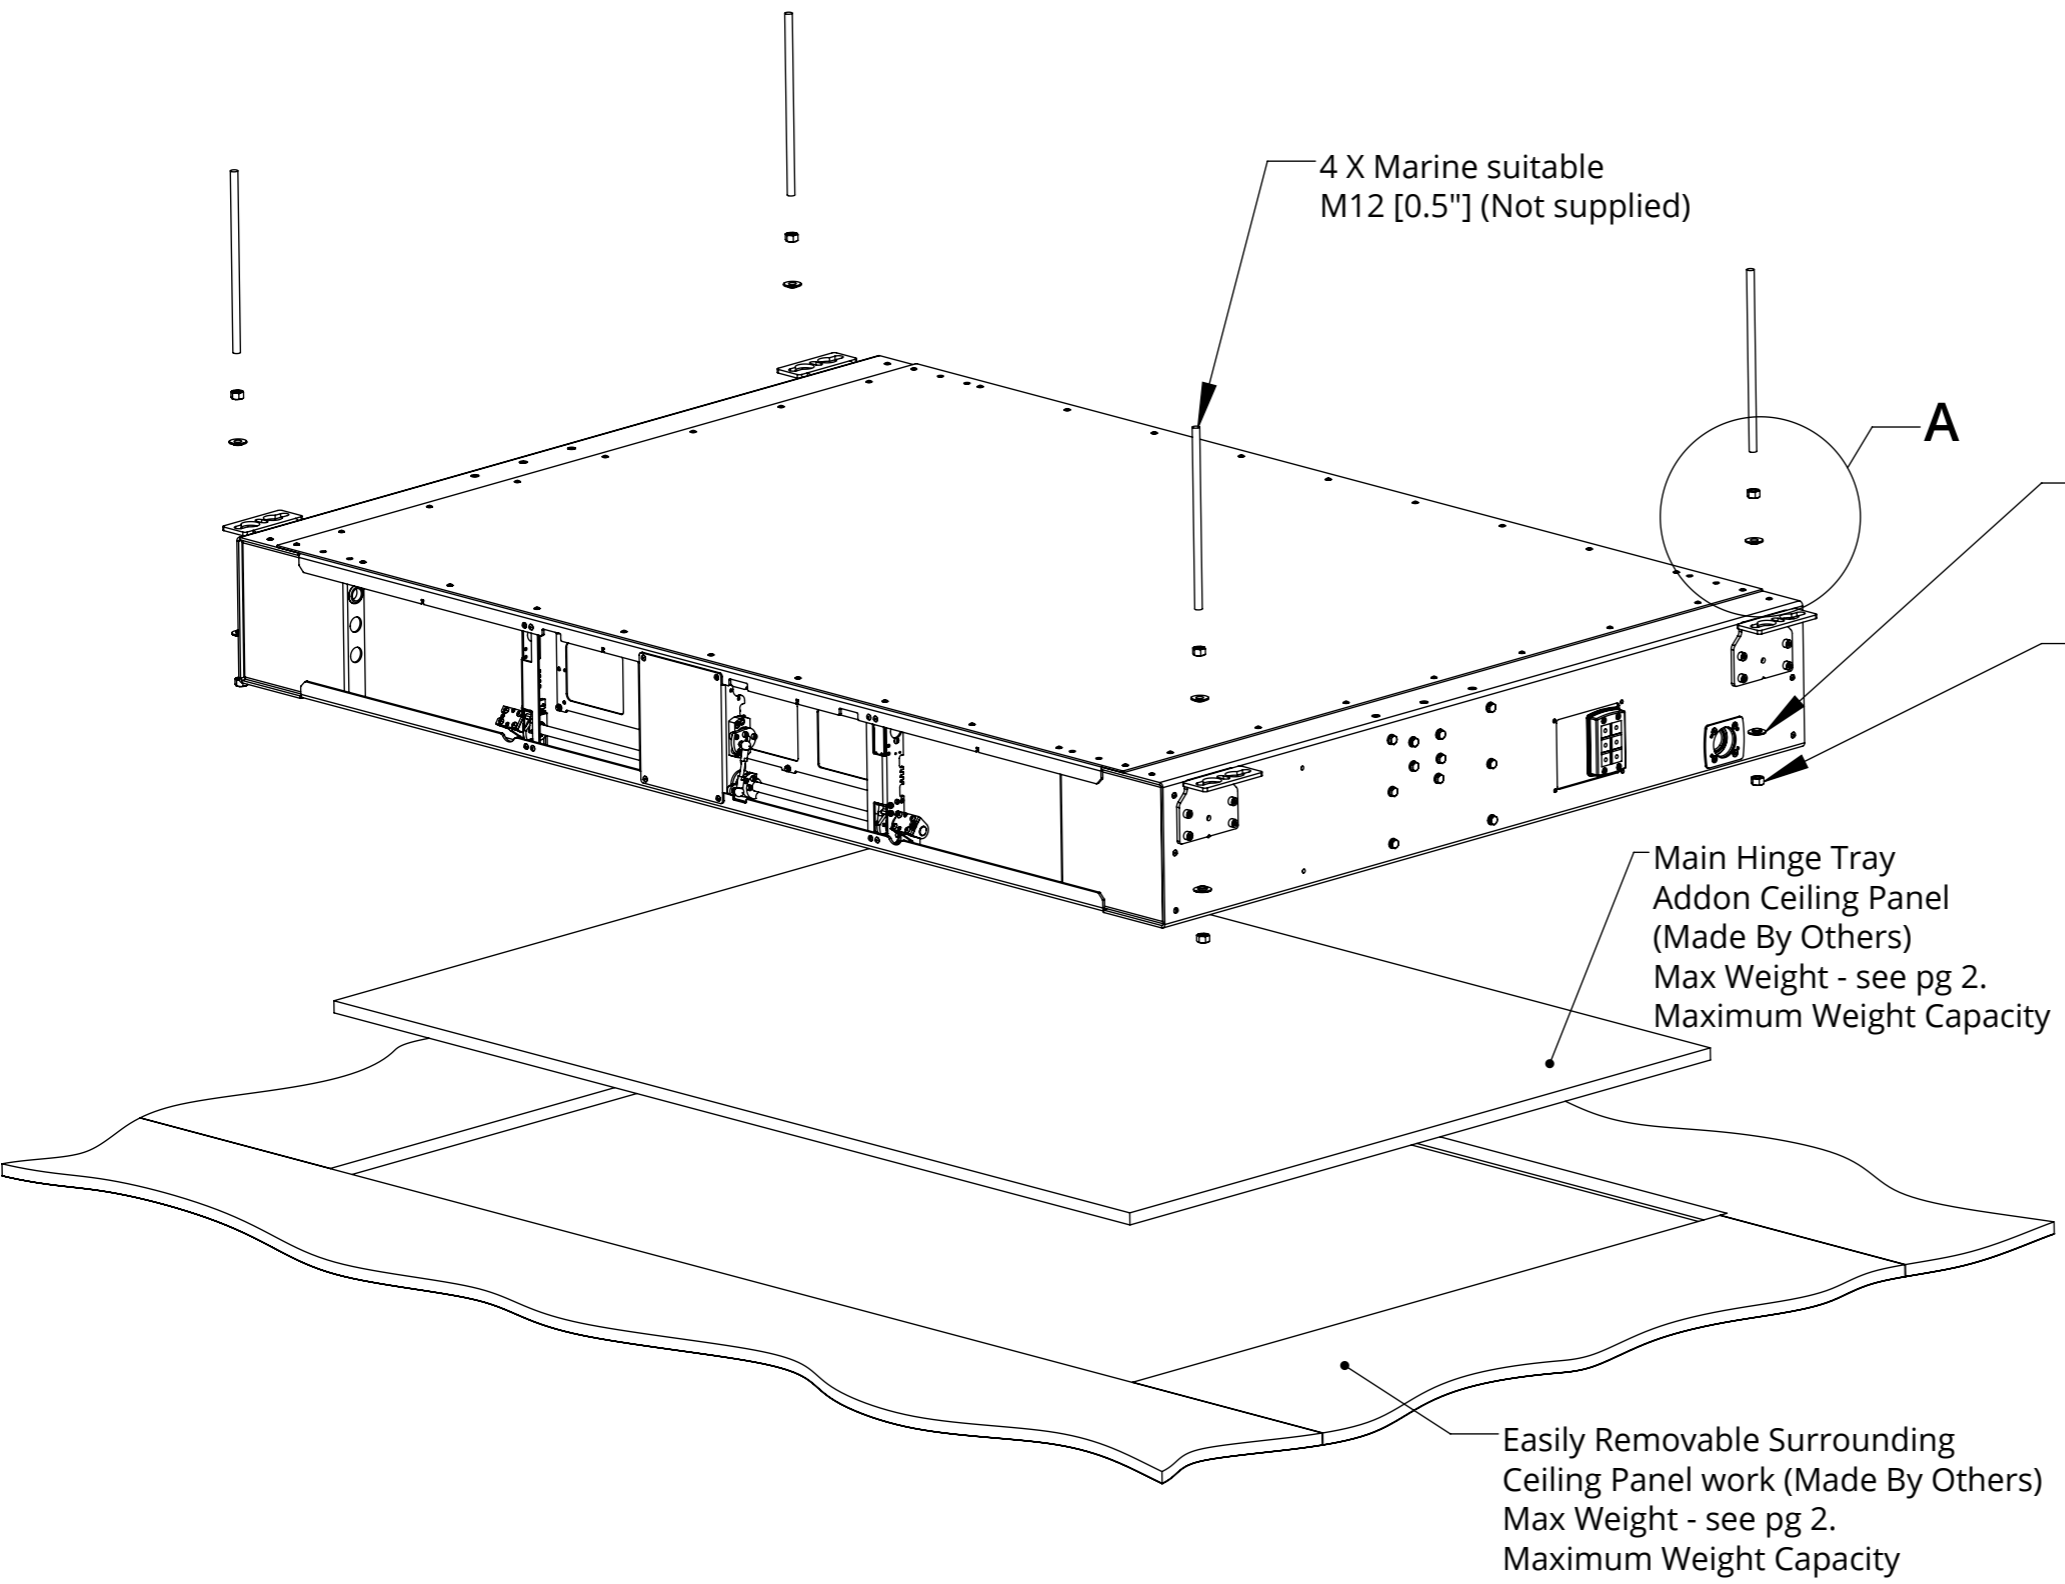 4 X Marine suitable
M12 [0.5"] (Not supplied)
A
Main Hinge Tray
Addon Ceiling Panel
(Made By Others)
Max Weight - see pg 2.
Maximum Weight Capacity
Easily Removable Surrounding
Ceiling Panel work (Made By Others)
Max Weight - see pg 2.
Maximum Weight Capacity